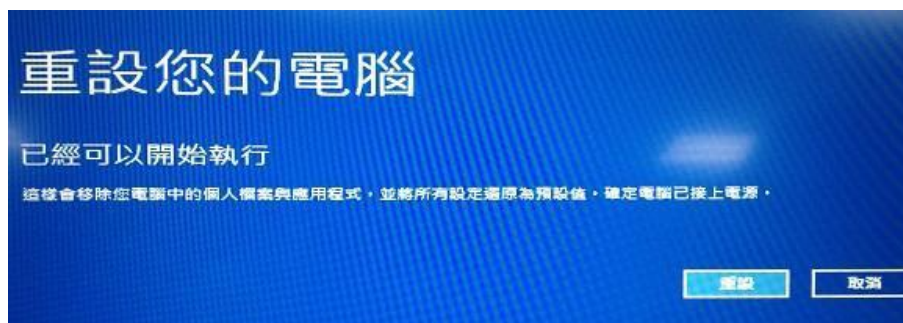 重設您的電腦
已經可以開始執行
這樣會移除您電腦中的個人檔案與應用程式，並將所有設定還原為預設值。確定電腦已接上電源。
重設
取消